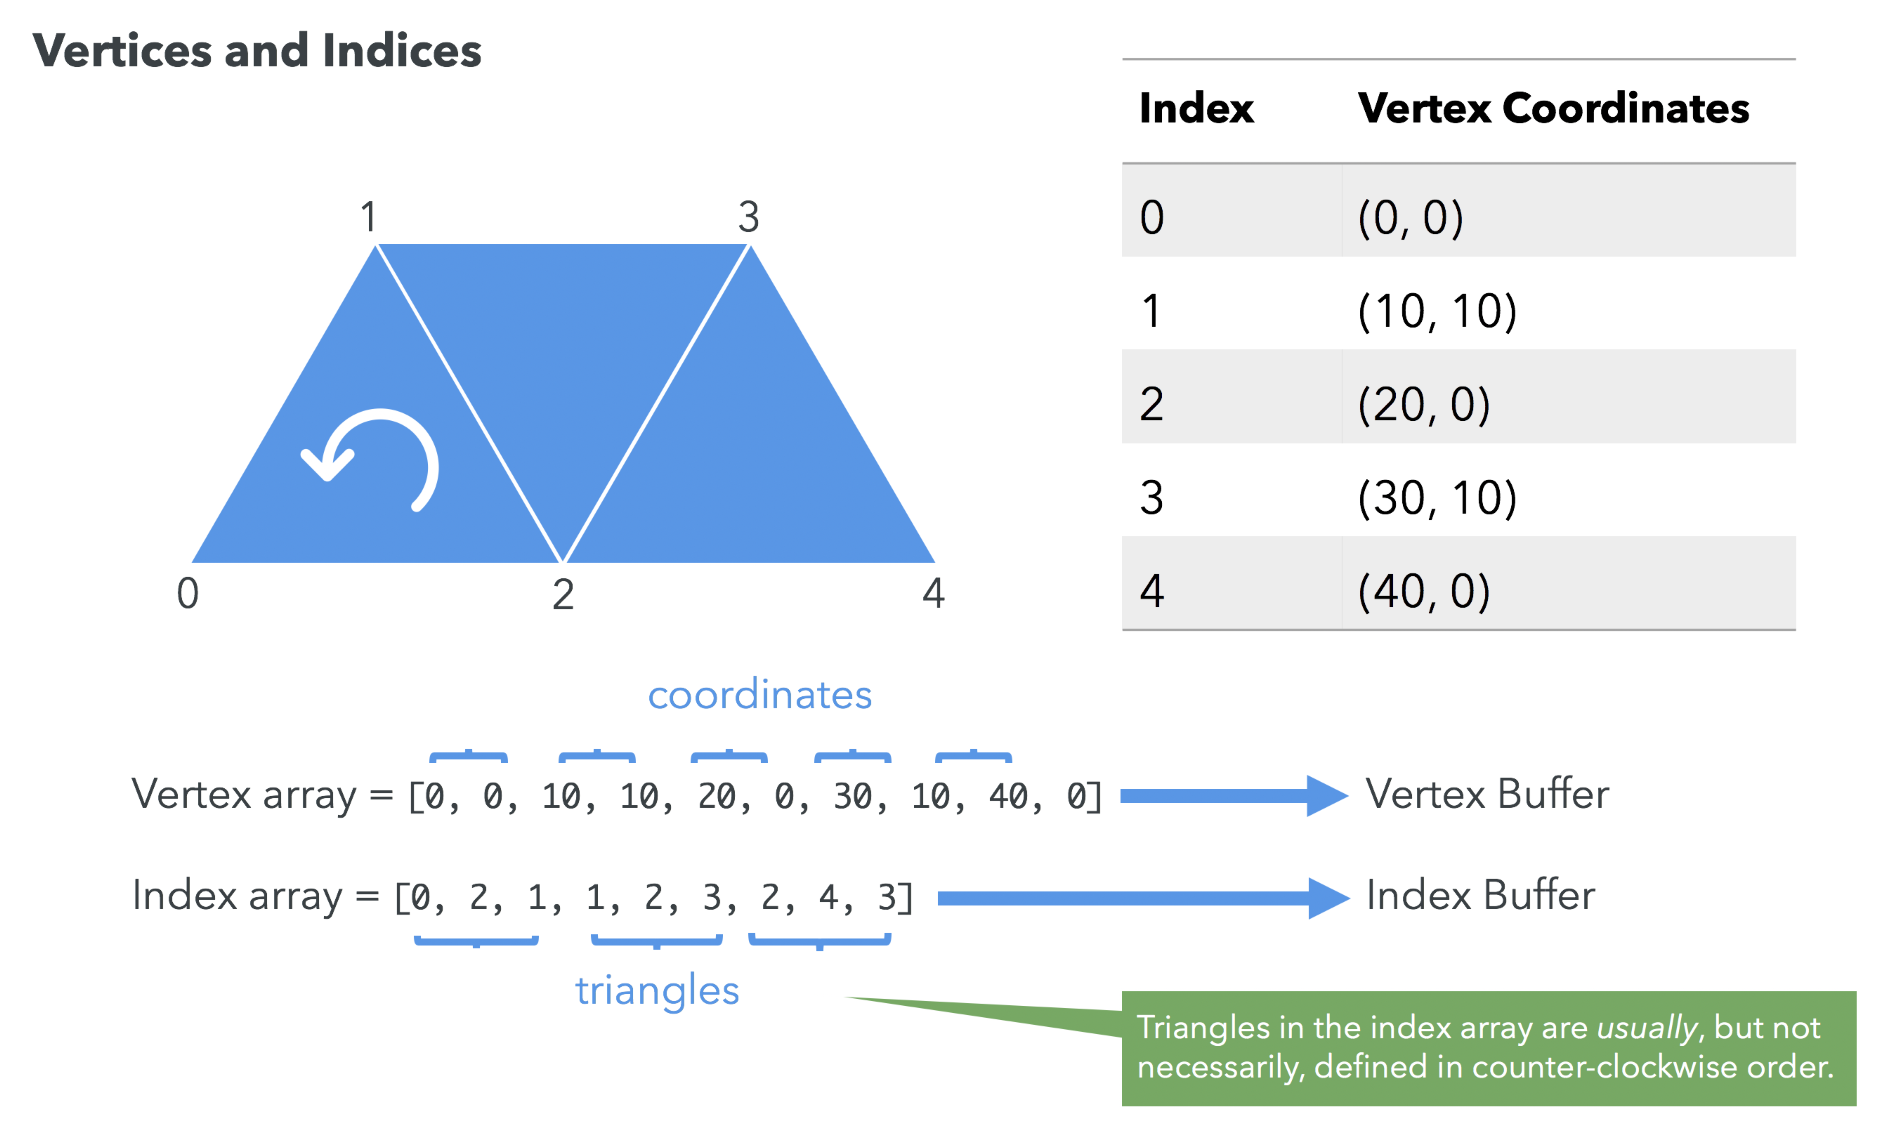 Vertices and Indices
Index Vertex Coordinates
0 (0, 0)
1 (10, 10)
2 (20, 0)
3 (30, 10)
4 (40, 0)
1 3
0 2 4
coordinates
Vertex array = [0, 0, 10, 10, 20, 0, 30, 10, 40, 0] Vertex Buffer
Index array = [0, 2, 1, 1, 2, 3, 2, 4, 3] Index Buffer
triangles
Triangles in the index array are usually, but not
necessarily, defined in counter-clockwise order.